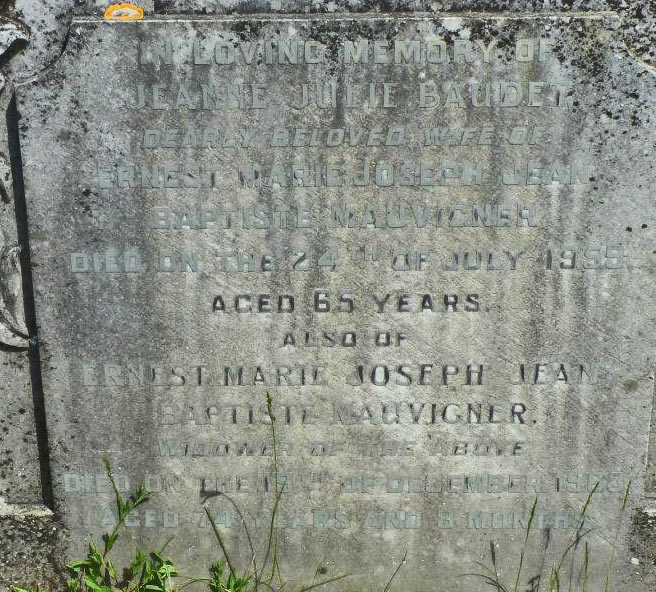 IN LOVING MEMORY OF
JEANNE JULIE BAUDET
DEARLY BELOVED WIFE OF
ERNEST MARIE JOSEPH JEAN
BAPTISTE MAUVIGNER
DIED ON THE 24TH OF JULY
AGED 65 YEARS.
ALSO OF
ERNEST MARIE JOSEPH JEAN
BAPTISTE MAUVIGNER.
WIDOWER OF THE ABOVE
DIED ON THE OF DECEMBER
AGED 74 YEARS AND MONTHS